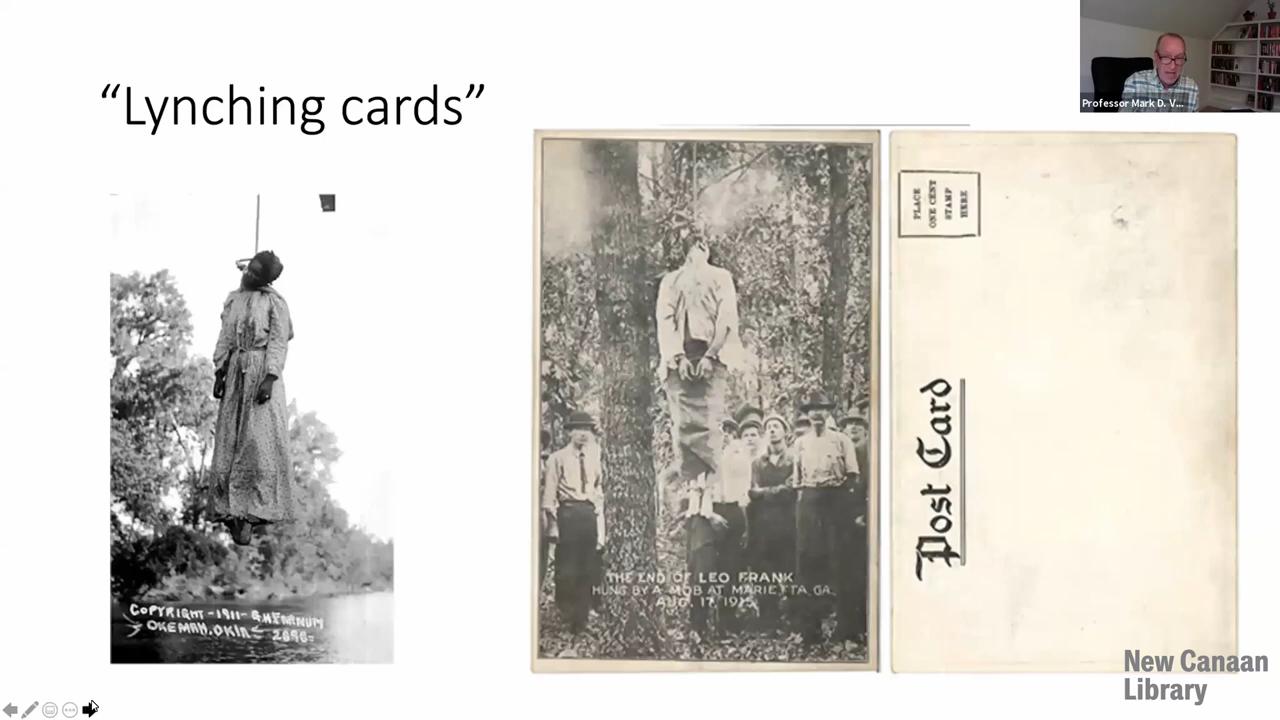 “Lynching cards”
Professor Mark D. V...
COPYRIGHT-1911-G.H.FARNUM
OKEMAH, OKLA. 2898=
THE END OF LEO FRANK
HUNG BY A MOB AT MARIETTA GA.
AUG. 17, 1915.
PLACE
ONE CENT
STAMP
HERE
Post Card
New Canaan
Library